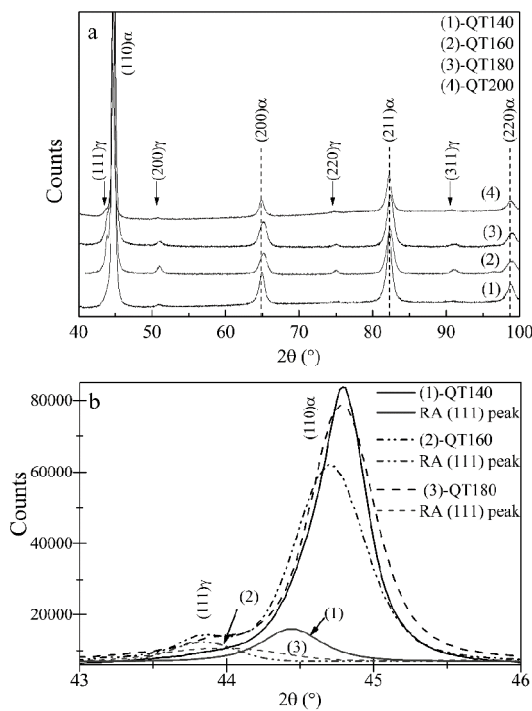 a
(1)-QT140
(2)-QT160
(3)-QT180
(4)-QT200
(111)γ
(110)α
(200)γ
(200)α
(220)γ
(211)α
(311)γ
(220)α
(4)
(3)
(2)
(1)
Counts
40 50 60 70 80 90 100
2θ (°)
b
(1)-QT140
RA (111) peak
(2)-QT160
RA (111) peak
(3)-QT180
RA (111) peak
(110)α
(111)γ
(2)
(1)
(3)
80000
60000
40000
20000
Counts
43 44 45 46
2θ (°)